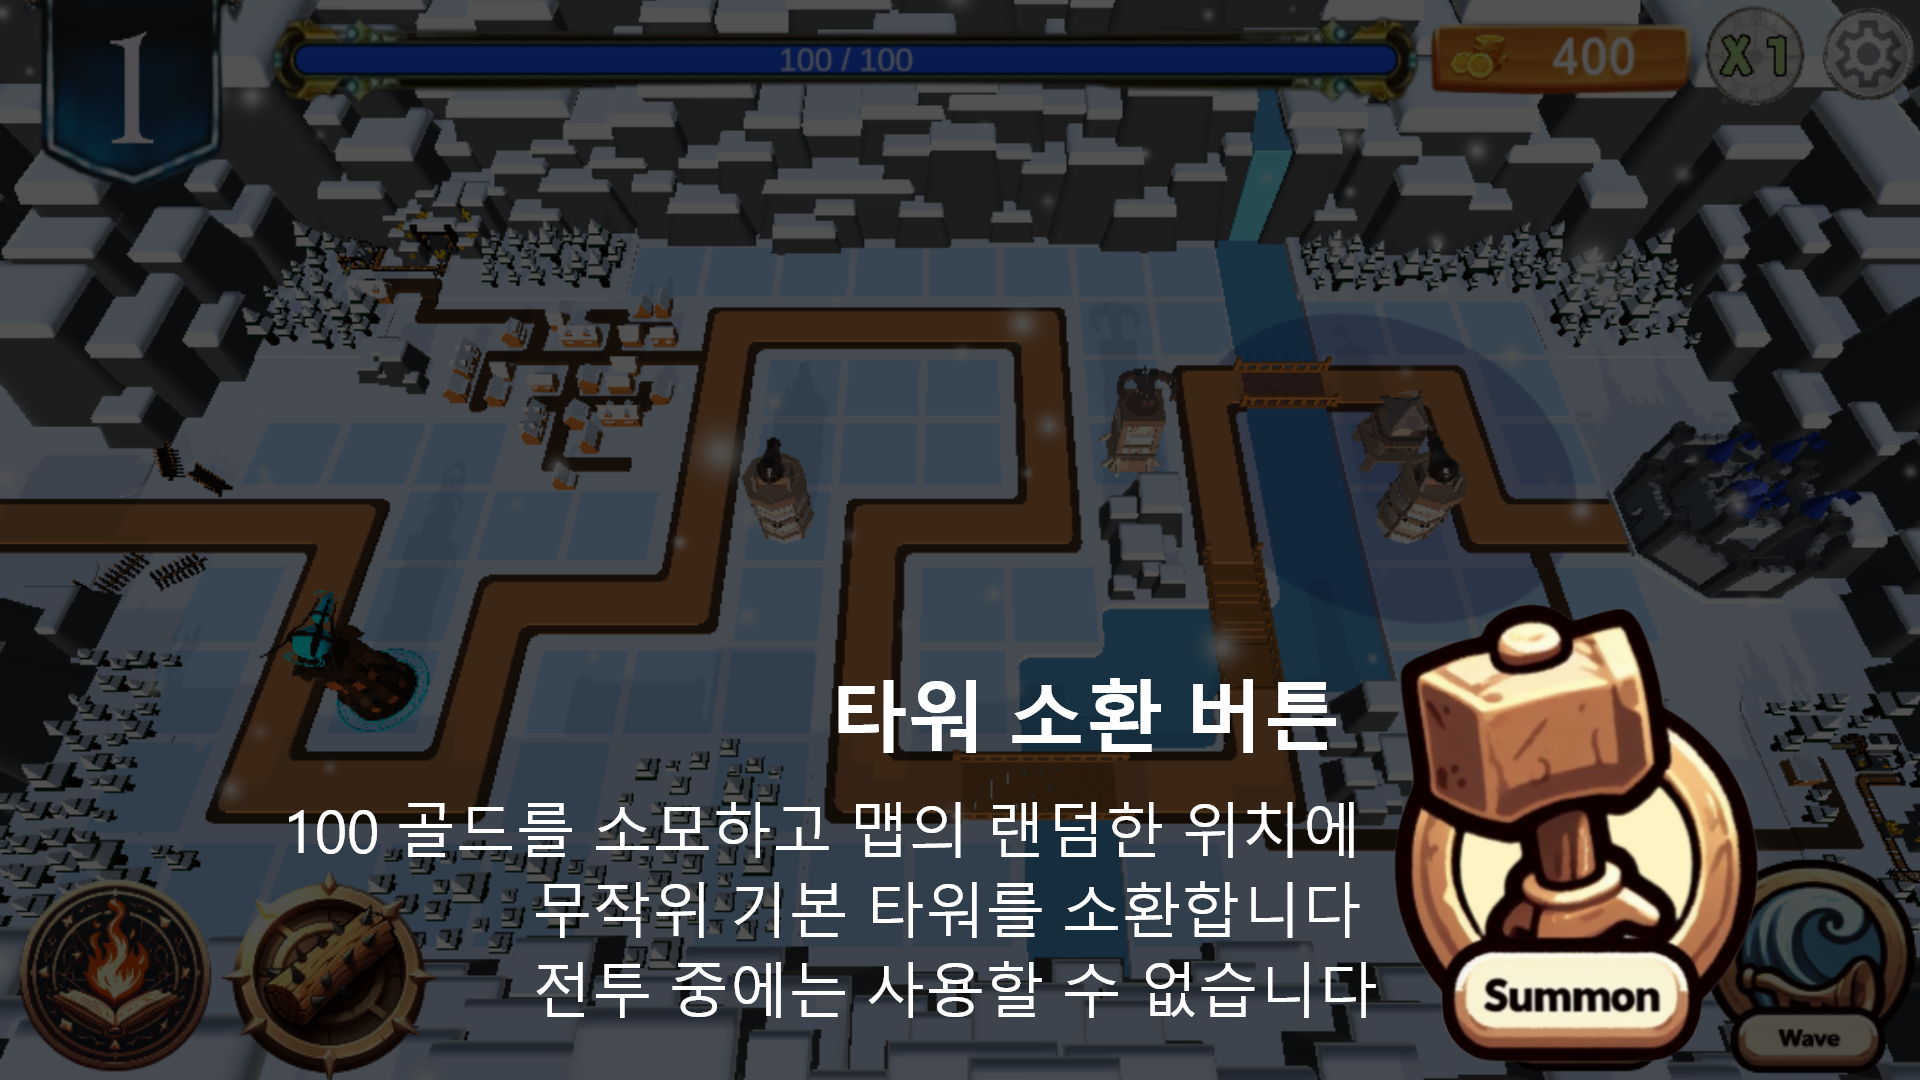 1
100 / 100
400
X 1
타워 소환 버튼
100 골드를 소모하고 맵의 랜덤한 위치에
무작위 기본 타워를 소환합니다
전투 중에는 사용할 수 없습니다
Summon
Wave